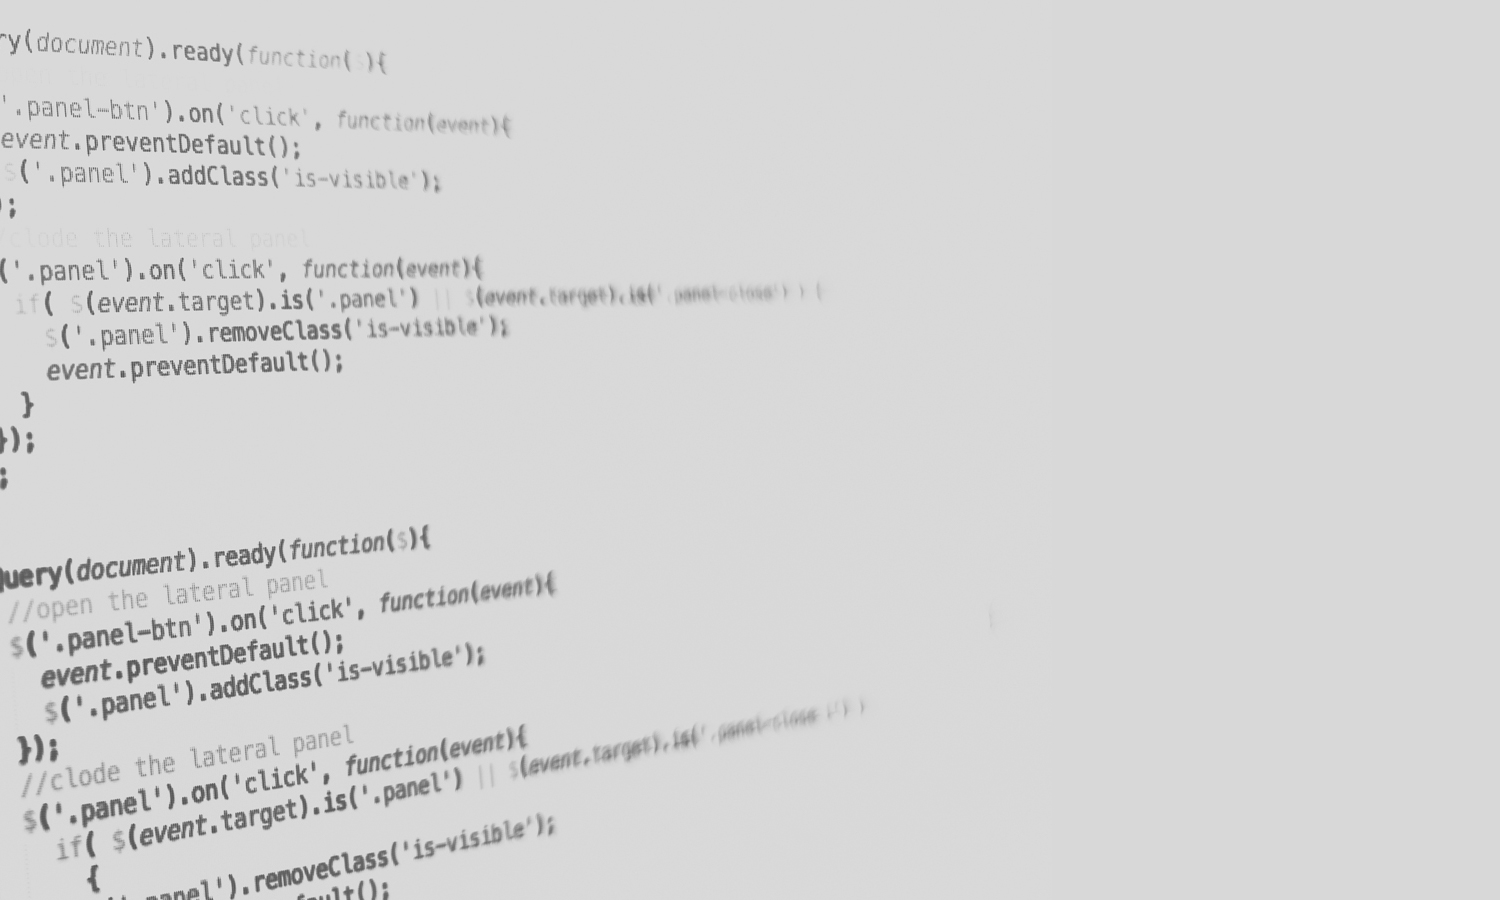 ry(document).ready(function( ){
'.panel-btn').on('click', function(event){
event.preventDefault();
$('.panel').addClass('is-visible');
);
/clode the lateral panel
('.panel').on('click', function(event){
if( $(event.target).is('.panel') || $(event.target).is('.panel-close') ) {
$('.panel').removeClass('is-visible');
event.preventDefault();
}
});
;
Query(document).ready(function($){
//open the lateral panel
$('.panel-btn').on('click', function(event){
event.preventDefault();
$('.panel').addClass('is-visible');
});
//clode the lateral panel
$('.panel').on('click', function(event){
if( $(event.target).is('.panel') || $(event.target).is('.panel-close ') )
{
.panel').removeClass('is-visible');
fault();